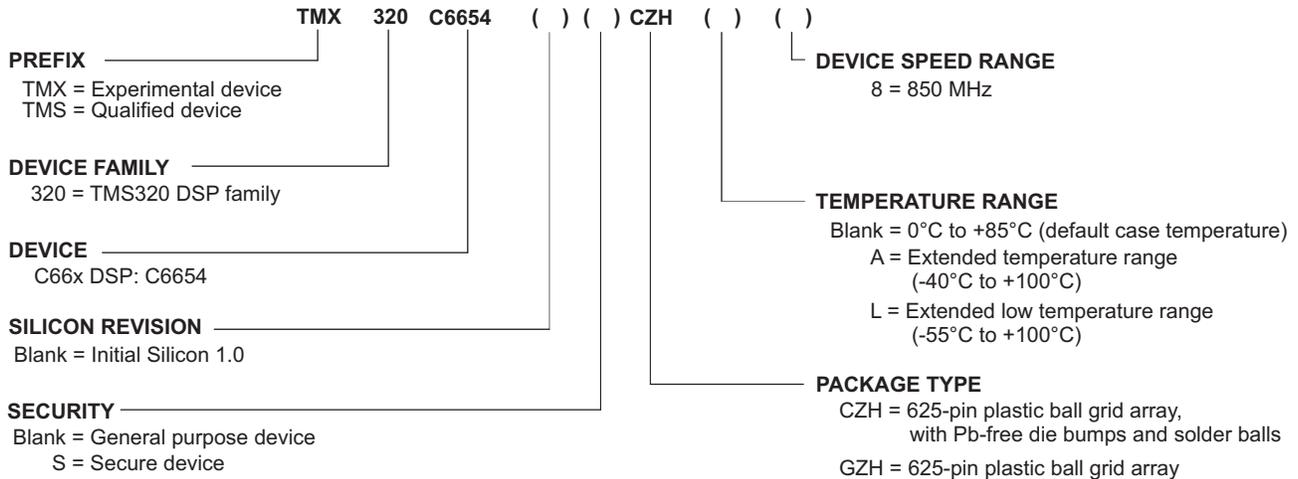 TMX 320 C6654 ( ) ( ) CZH ( ) ( )
PREFIX
TMX = Experimental device
TMS = Qualified device
DEVICE FAMILY
320 = TMS320 DSP family
DEVICE
C66x DSP: C6654
SILICON REVISION
Blank = Initial Silicon 1.0
SECURITY
Blank = General purpose device
S = Secure device
DEVICE SPEED RANGE
8 = 850 MHz
TEMPERATURE RANGE
Blank = 0°C to +85°C (default case temperature)
A = Extended temperature range
(-40°C to +100°C)
L = Extended low temperature range
(-55°C to +100°C)
PACKAGE TYPE
CZH = 625-pin plastic ball grid array,
with Pb-free die bumps and solder balls
GZH = 625-pin plastic ball grid array